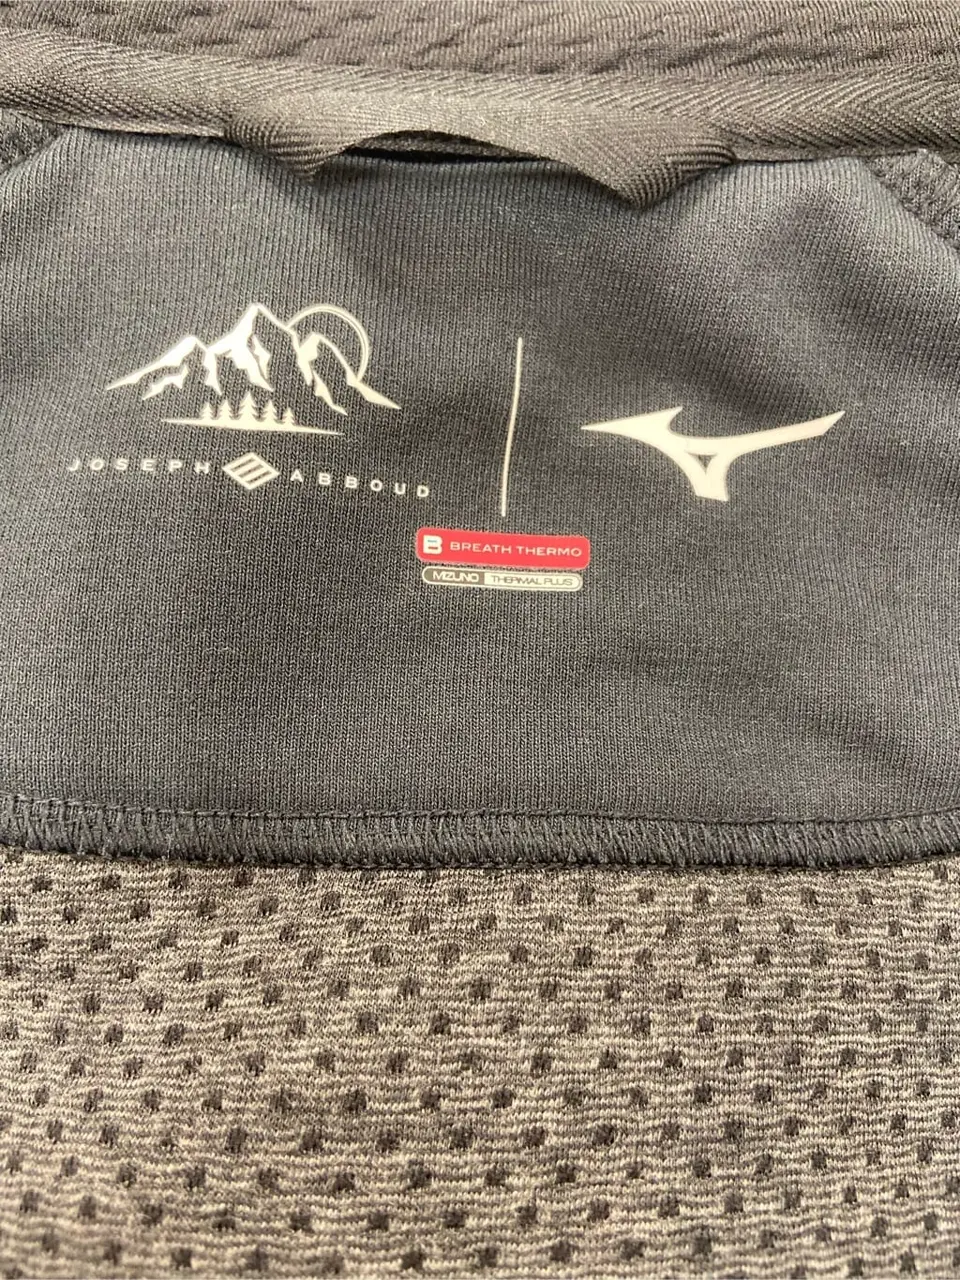 JOSEPH ABBOUD
B BREATH THERMO
MIZUNO THERMAL PLUS